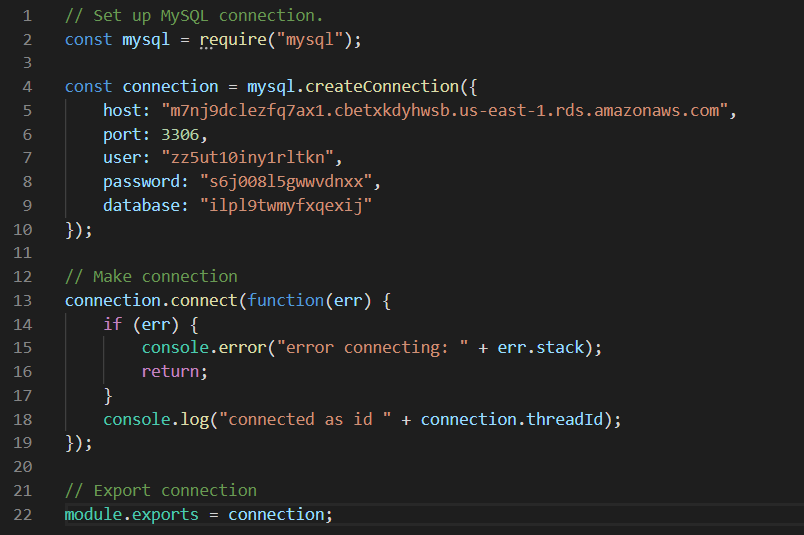 1 // Set up MySQL connection.
2 const mysql = require("mysql");
3
4 const connection = mysql.createConnection({
5     host: "m7nj9dclezfq7ax1.cbetxkdyhwsb.us-east-1.rds.amazonaws.com",
6     port: 3306,
7     user: "zz5ut10iny1rltkn",
8     password: "s6j008l5gwwvdnxx",
9     database: "ilpl9twmyfxqexij"
10 });
11
12 // Make connection
13 connection.connect(function(err) {
14     if (err) {
15         console.error("error connecting: " + err.stack);
16         return;
17     }
18     console.log("connected as id " + connection.threadId);
19 });
20
21 // Export connection
22 module.exports = connection;